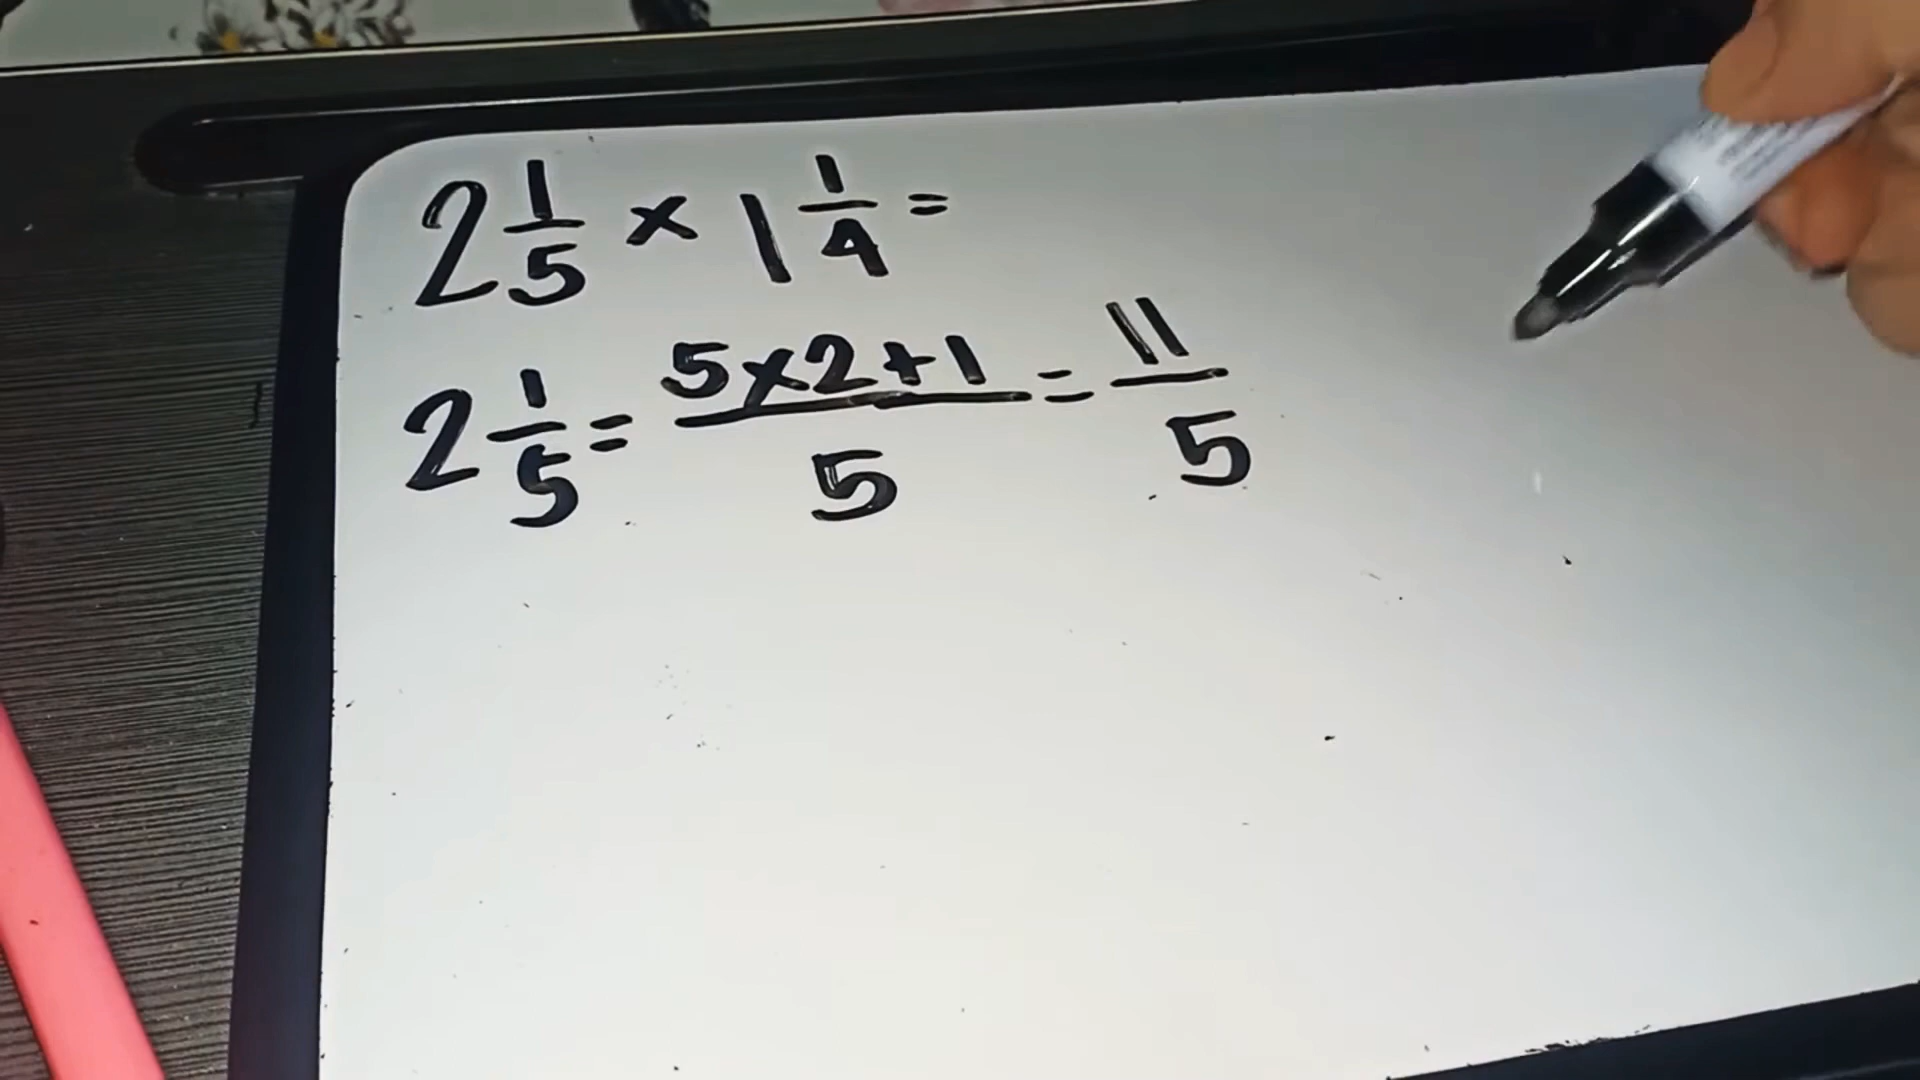 2 1/5 × 1 1/4 =
2 1/5 = (5×2+1)/5 = 11/5